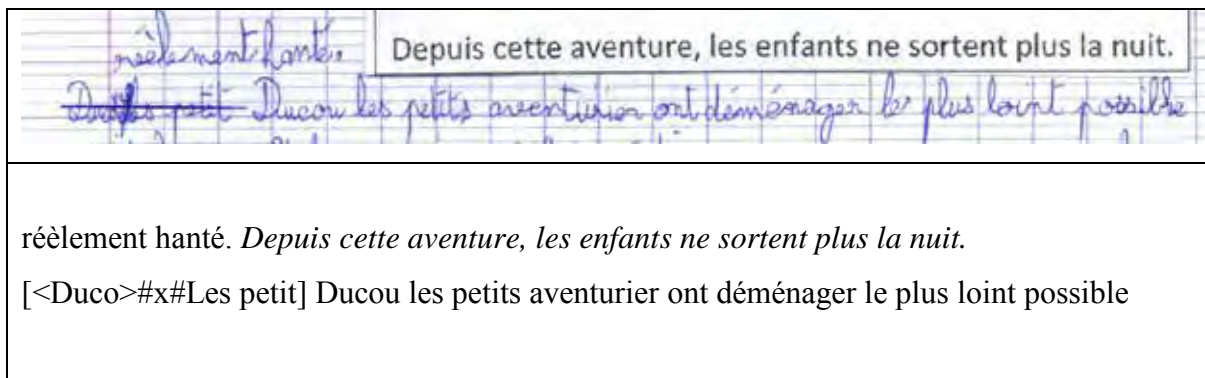 réèlement hanté. Depuis cette aventure, les enfants ne sortent plus la nuit.
Ducou les petits aventurier ont déménager le plus loint possible
réèlement hanté. Depuis cette aventure, les enfants ne sortent plus la nuit.
[<Duco>#x#Les petit] Ducou les petits aventurier ont déménager le plus loint possible